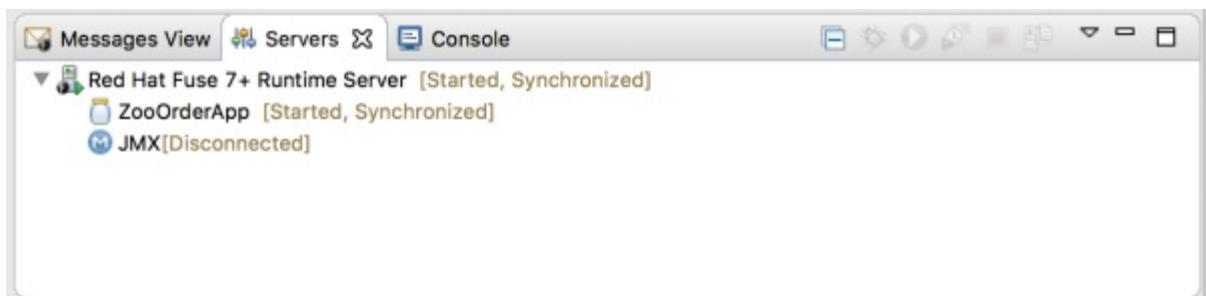 Messages View Servers Console
Red Hat Fuse 7+ Runtime Server [Started, Synchronized]
ZooOrderApp [Started, Synchronized]
JMX[Disconnected]